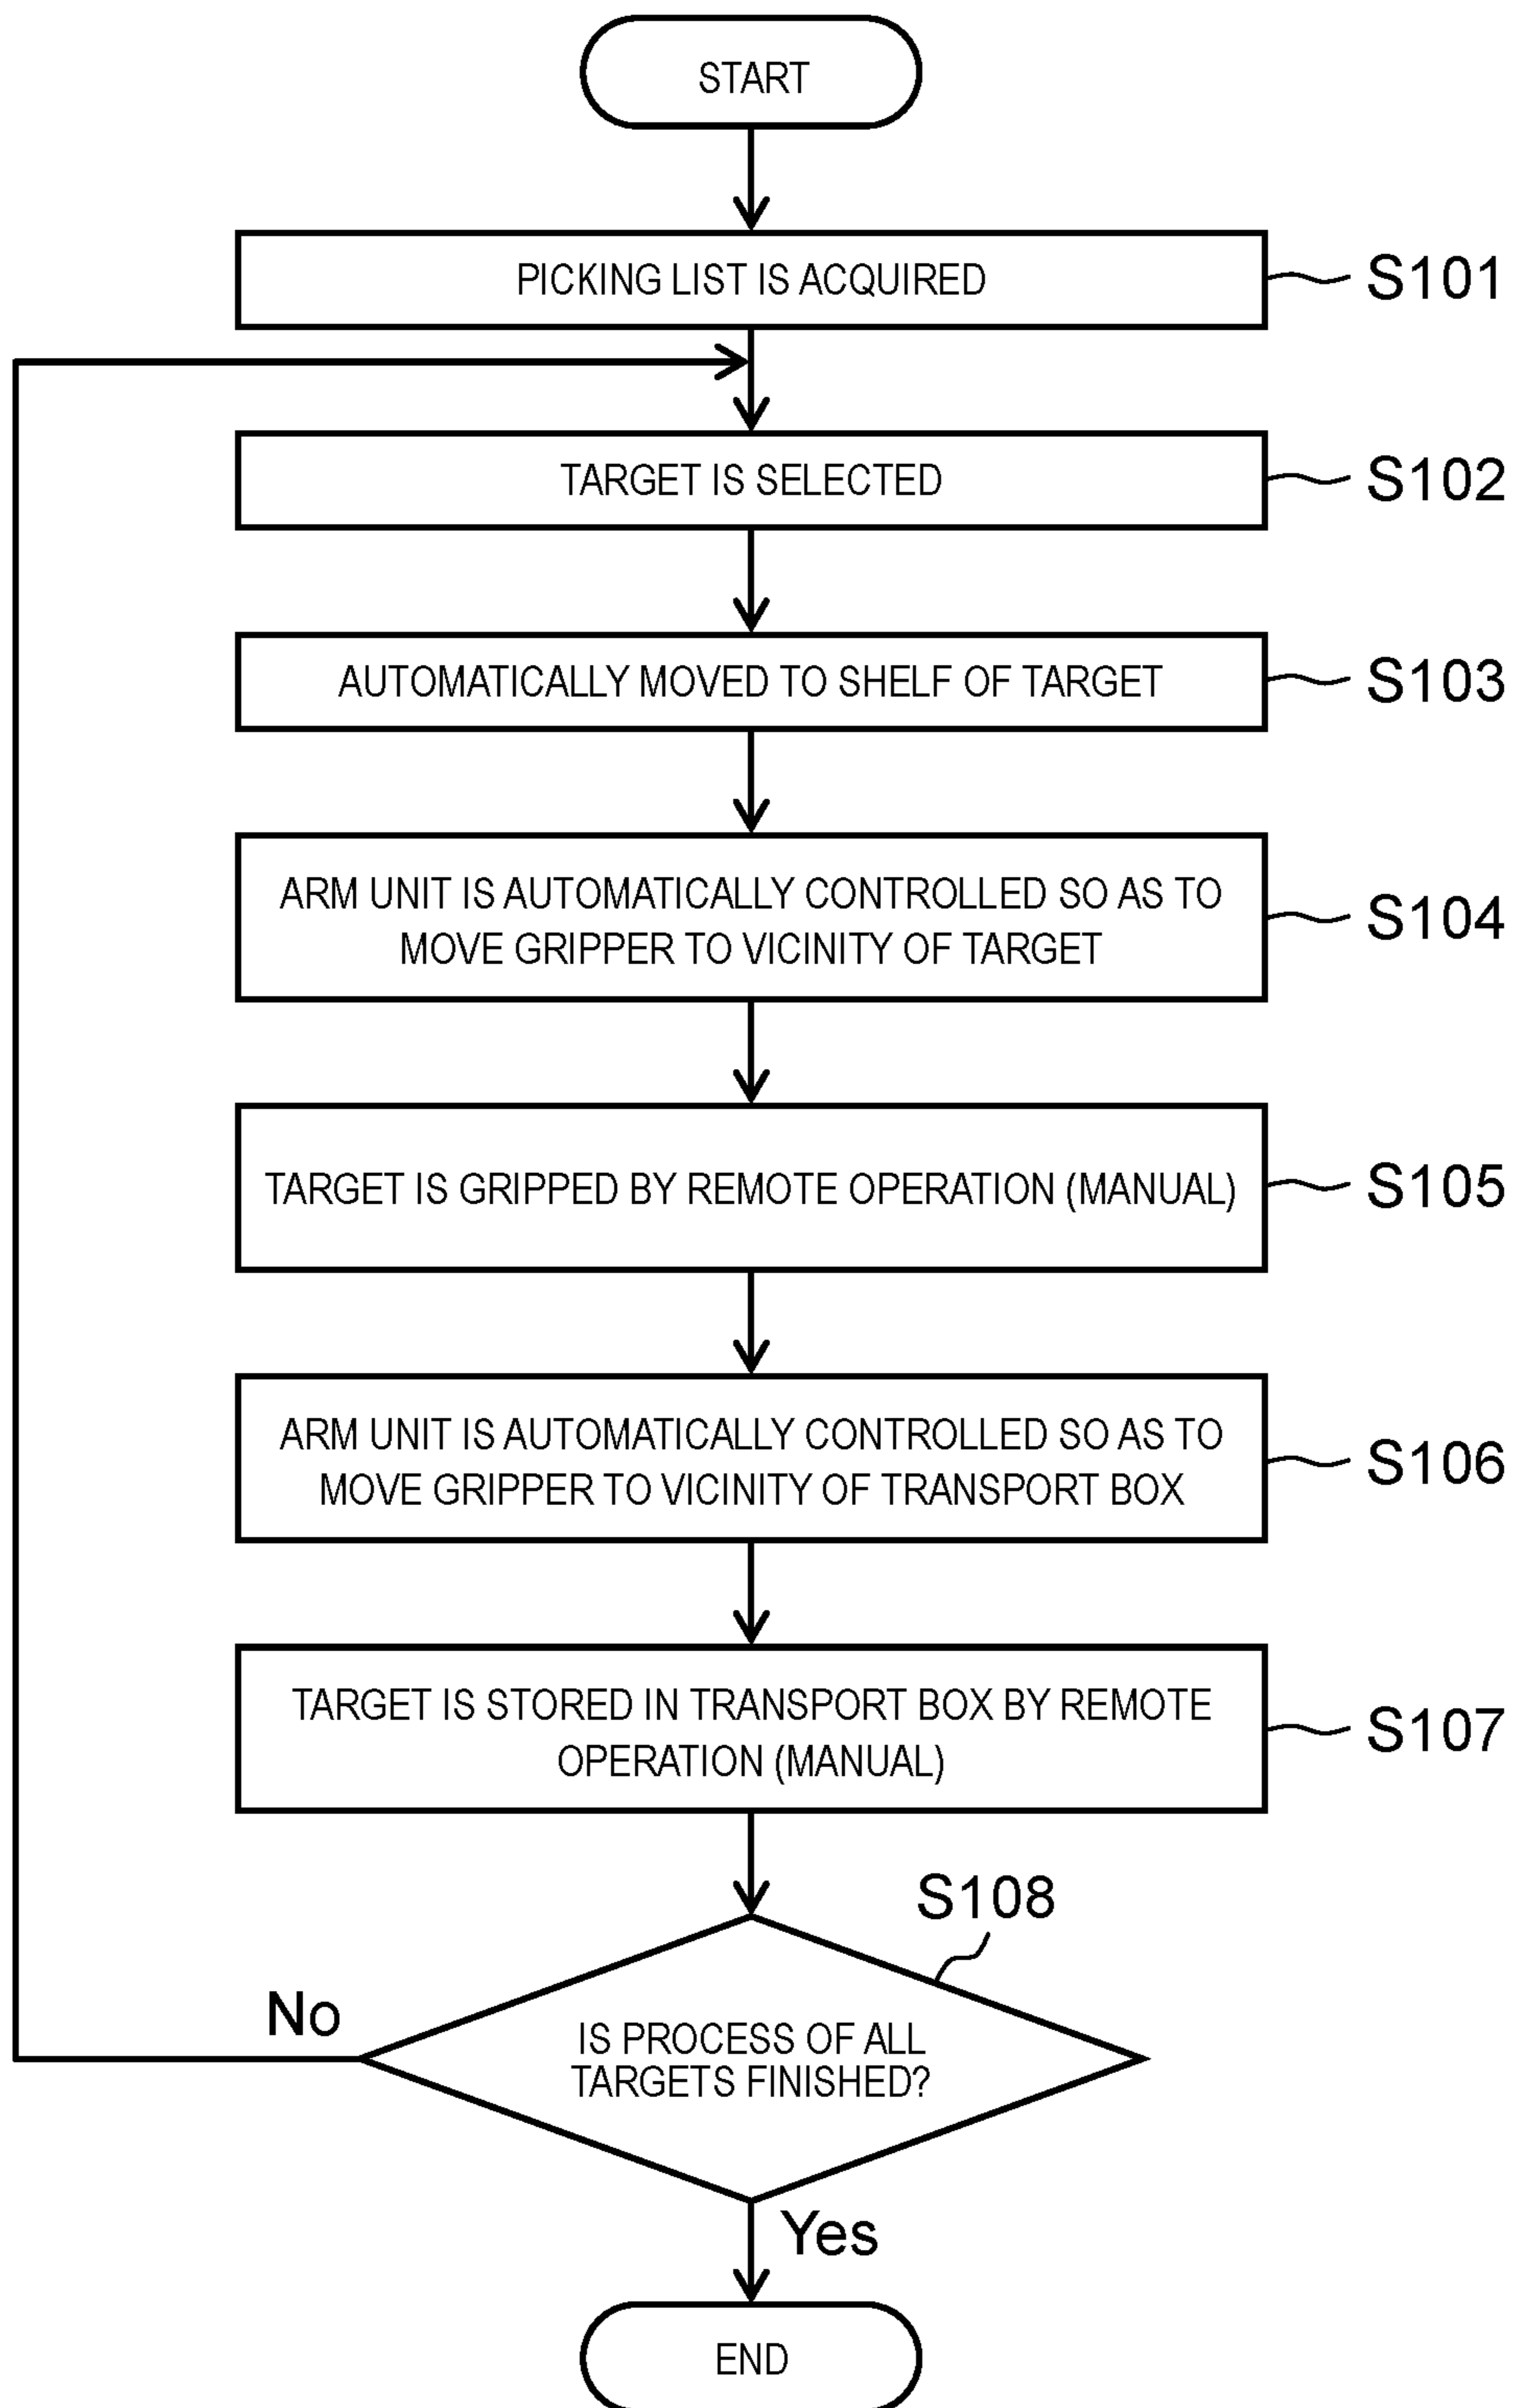 START
PICKING LIST IS ACQUIRED
S101
TARGET IS SELECTED
S102
AUTOMATICALLY MOVED TO SHELF OF TARGET
S103
ARM UNIT IS AUTOMATICALLY CONTROLLED SO AS TO
MOVE GRIPPER TO VICINITY OF TARGET
S104
TARGET IS GRIPPED BY REMOTE OPERATION (MANUAL)
S105
ARM UNIT IS AUTOMATICALLY CONTROLLED SO AS TO
MOVE GRIPPER TO VICINITY OF TRANSPORT BOX
S106
TARGET IS STORED IN TRANSPORT BOX BY REMOTE
OPERATION (MANUAL)
S107
S108
No
IS PROCESS OF ALL
TARGETS FINISHED?
Yes
END